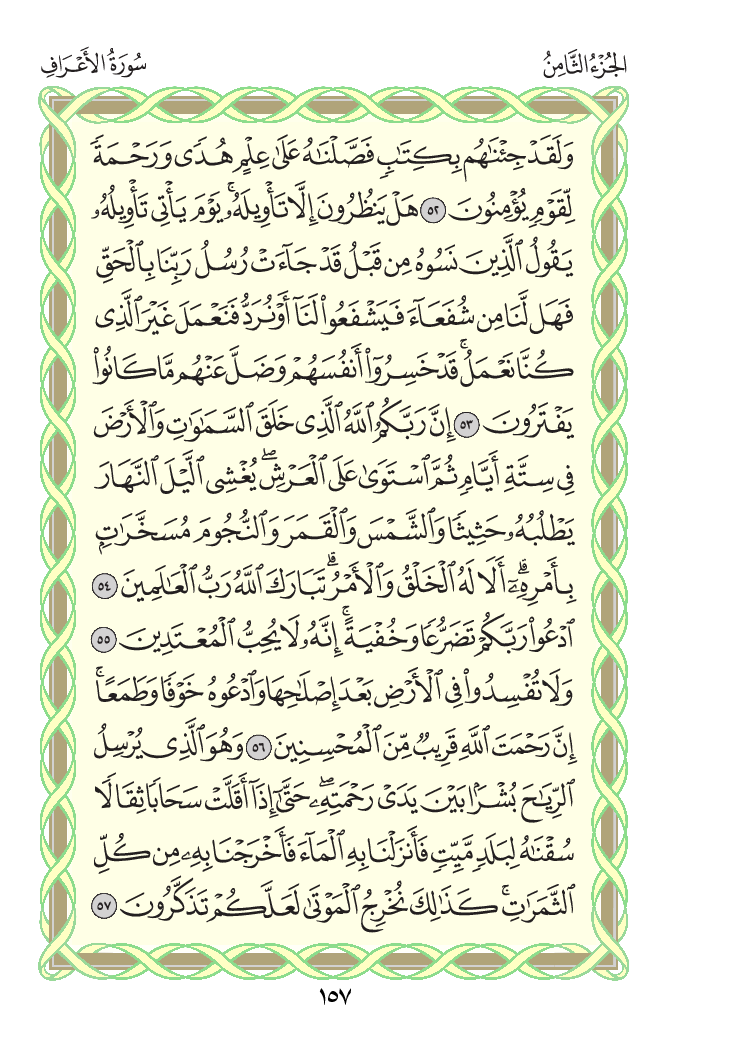 الجُزْءُ الثَّامِنُ
سُورَةُ الأَعْرَافِ
وَلَقَدْ جِئْنَٰهُم بِكِتَٰبٖ فَصَّلْنَٰهُ عَلَىٰ عِلْمٍ هُدٗى وَرَحْمَةٗ
لِّقَوْمٖ يُؤْمِنُونَ ٥٢ هَلْ يَنظُرُونَ إِلَّا تَأْوِيلَهُۥۚ يَوْمَ يَأْتِي تَأْوِيلُهُۥ
يَقُولُ ٱلَّذِينَ نَسُوهُ مِن قَبْلُ قَدْ جَآءَتْ رُسُلُ رَبِّنَا بِٱلْحَقِّ
فَهَل لَّنَا مِن شُفَعَآءَ فَيَشْفَعُوا۟ لَنَآ أَوْ نُرَدُّ فَنَعْمَلَ غَيْرَ ٱلَّذِى
كُنَّا نَعْمَلُۚ قَدْ خَسِرُوٓا۟ أَنفُسَهُمْ وَضَلَّ عَنْهُم مَّا كَانُوا۟
يَفْتَرُونَ ٥٣ إِنَّ رَبَّكُمُ ٱللَّهُ ٱلَّذِى خَلَقَ ٱلسَّمَٰوَٰتِ وَٱلْأَرْضَ
فِى سِتَّةِ أَيَّامٖ ثُمَّ ٱسْتَوَىٰ عَلَى ٱلْعَرْشِۖ يُغْشِى ٱلَّيْلَ ٱلنَّهَارَ
يَطْلُبُهُۥ حَثِيثٗا وَٱلشَّمْسَ وَٱلْقَمَرَ وَٱلنُّجُومَ مُسَخَّرَٰتِۭ
بِأَمْرِهِۦٓۗ أَلَا لَهُ ٱلْخَلْقُ وَٱلْأَمْرُۗ تَبَارَكَ ٱللَّهُ رَبُّ ٱلْعَٰلَمِينَ ٥٤
ٱدْعُوا۟ رَبَّكُمْ تَضَرُّعٗا وَخُفْيَةًۚ إِنَّهُۥ لَا يُحِبُّ ٱلْمُعْتَدِينَ ٥٥
وَلَا تُفْسِدُوا۟ فِى ٱلْأَرْضِ بَعْدَ إِصْلَٰحِهَا وَٱدْعُوهُ خَوْفٗا وَطَمَعًاۚ
إِنَّ رَحْمَتَ ٱللَّهِ قَرِيبٞ مِّنَ ٱلْمُحْسِنِينَ ٥٦ وَهُوَ ٱلَّذِى يُرْسِلُ
ٱلرِّيَٰحَ بُشْرَۢا بَيْنَ يَدَىْ رَحْمَتِهِۦۖ حَتَّىٰٓ إِذَآ أَقَلَّتْ سَحَابٗا ثِقَالٗا
سُقْنَٰهُ لِبَلَدٖ مَّيِّتٖ فَأَنزَلْنَا بِهِ ٱلْمَآءَ فَأَخْرَجْنَا بِهِۦ مِن كُلِّ
ٱلثَّمَرَٰتِۚ كَذَٰلِكَ نُخْرِجُ ٱلْمَوْتَىٰ لَعَلَّكُمْ تَذَكَّرُونَ ٥٧
١٥٧